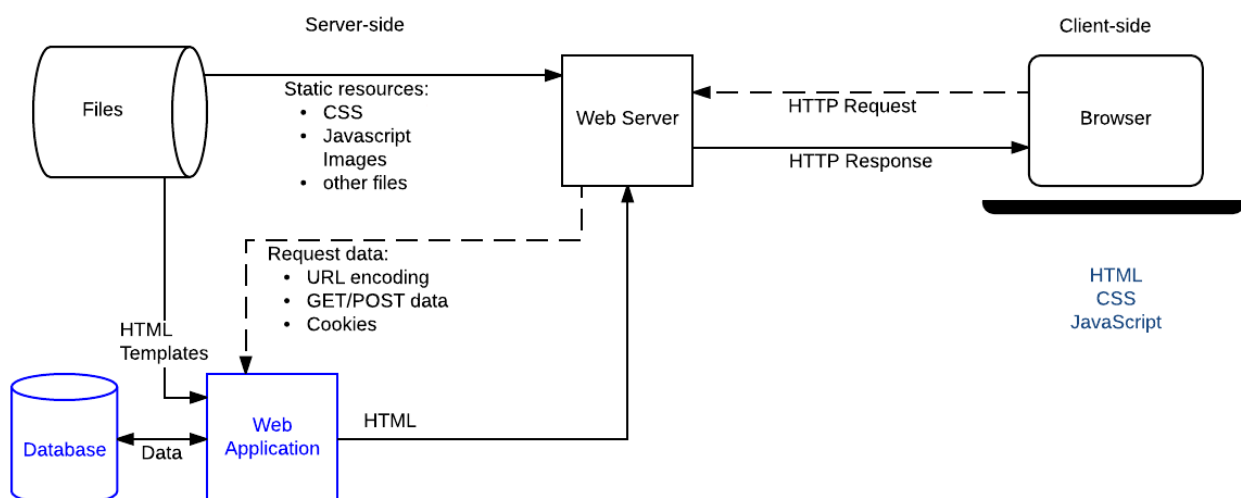 Server-side
Client-side
Files
Static resources:
• CSS
• Javascript
Images
• other files
Web Server
HTTP Request
HTTP Response
Browser
Request data:
• URL encoding
• GET/POST data
• Cookies
HTML
CSS
JavaScript
HTML
Templates
Database
Data
Web
Application
HTML